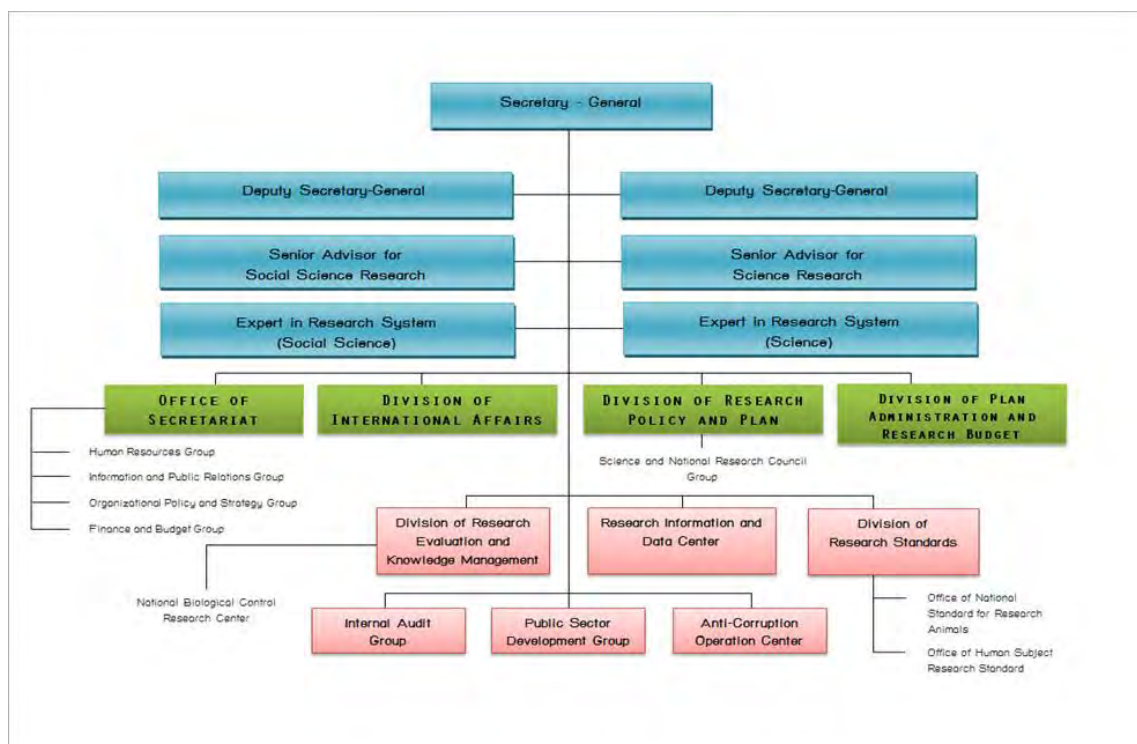 Secretary - General
Deputy Secretary-General
Deputy Secretary-General
Senior Advisor for
Social Science Research
Senior Advisor for
Science Research
Expert in Research System
(Social Science)
Expert in Research System
(Science)
OFFICE OF
SECRETARIAT
DIVISION OF
INTERNATIONAL AFFAIRS
DIVISION OF RESEARCH
POLICY AND PLAN
DIVISION OF PLAN
ADMINISTRATION AND
RESEARCH BUDGET
Human Resources Group
Information and Public Relations Group
Organizational Policy and Strategy Group
Finance and Budget Group
Science and National Research Council
Group
Division of Research
Evaluation and
Knowledge Management
Research Information and
Data Center
Division of
Research Standards
National Biological Control
Research Center
Office of National
Standard for Research
Animals
Office of Human Subject
Research Standard
Internal Audit
Group
Public Sector
Development Group
Anti-Corruption
Operation Center